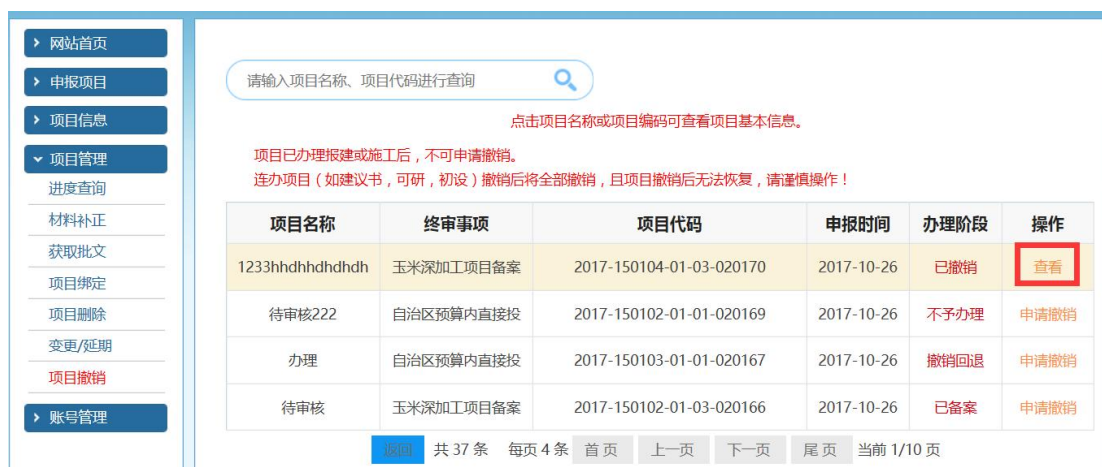 网站首页
申报项目
项目信息
项目管理
进度查询
材料补正
获取批文
项目绑定
项目删除
变更/延期
项目撤销
账号管理
请输入项目名称、项目代码进行查询
点击项目名称或项目编码可查看项目基本信息。
项目已办理报建或施工后，不可申请撤销。
连办项目（如建议书，可研，初设）撤销后将全部撤销，且项目撤销后无法恢复，请谨慎操作！
项目名称 终审事项 项目代码 申报时间 办理阶段 操作
1233hhdhhdhdhdh 玉米深加工项目备案 2017-150104-01-03-020170 2017-10-26 已撤销 查看
待审核222 自治区预算内直接投 2017-150102-01-01-020169 2017-10-26 不予办理 申请撤销
办理 自治区预算内直接投 2017-150103-01-01-020167 2017-10-26 撤销回退 申请撤销
待审核 玉米深加工项目备案 2017-150102-01-03-020166 2017-10-26 已备案 申请撤销
返回 共 37 条 每页 4 条 首 页 上一页 下一页 尾 页 当前 1/10 页